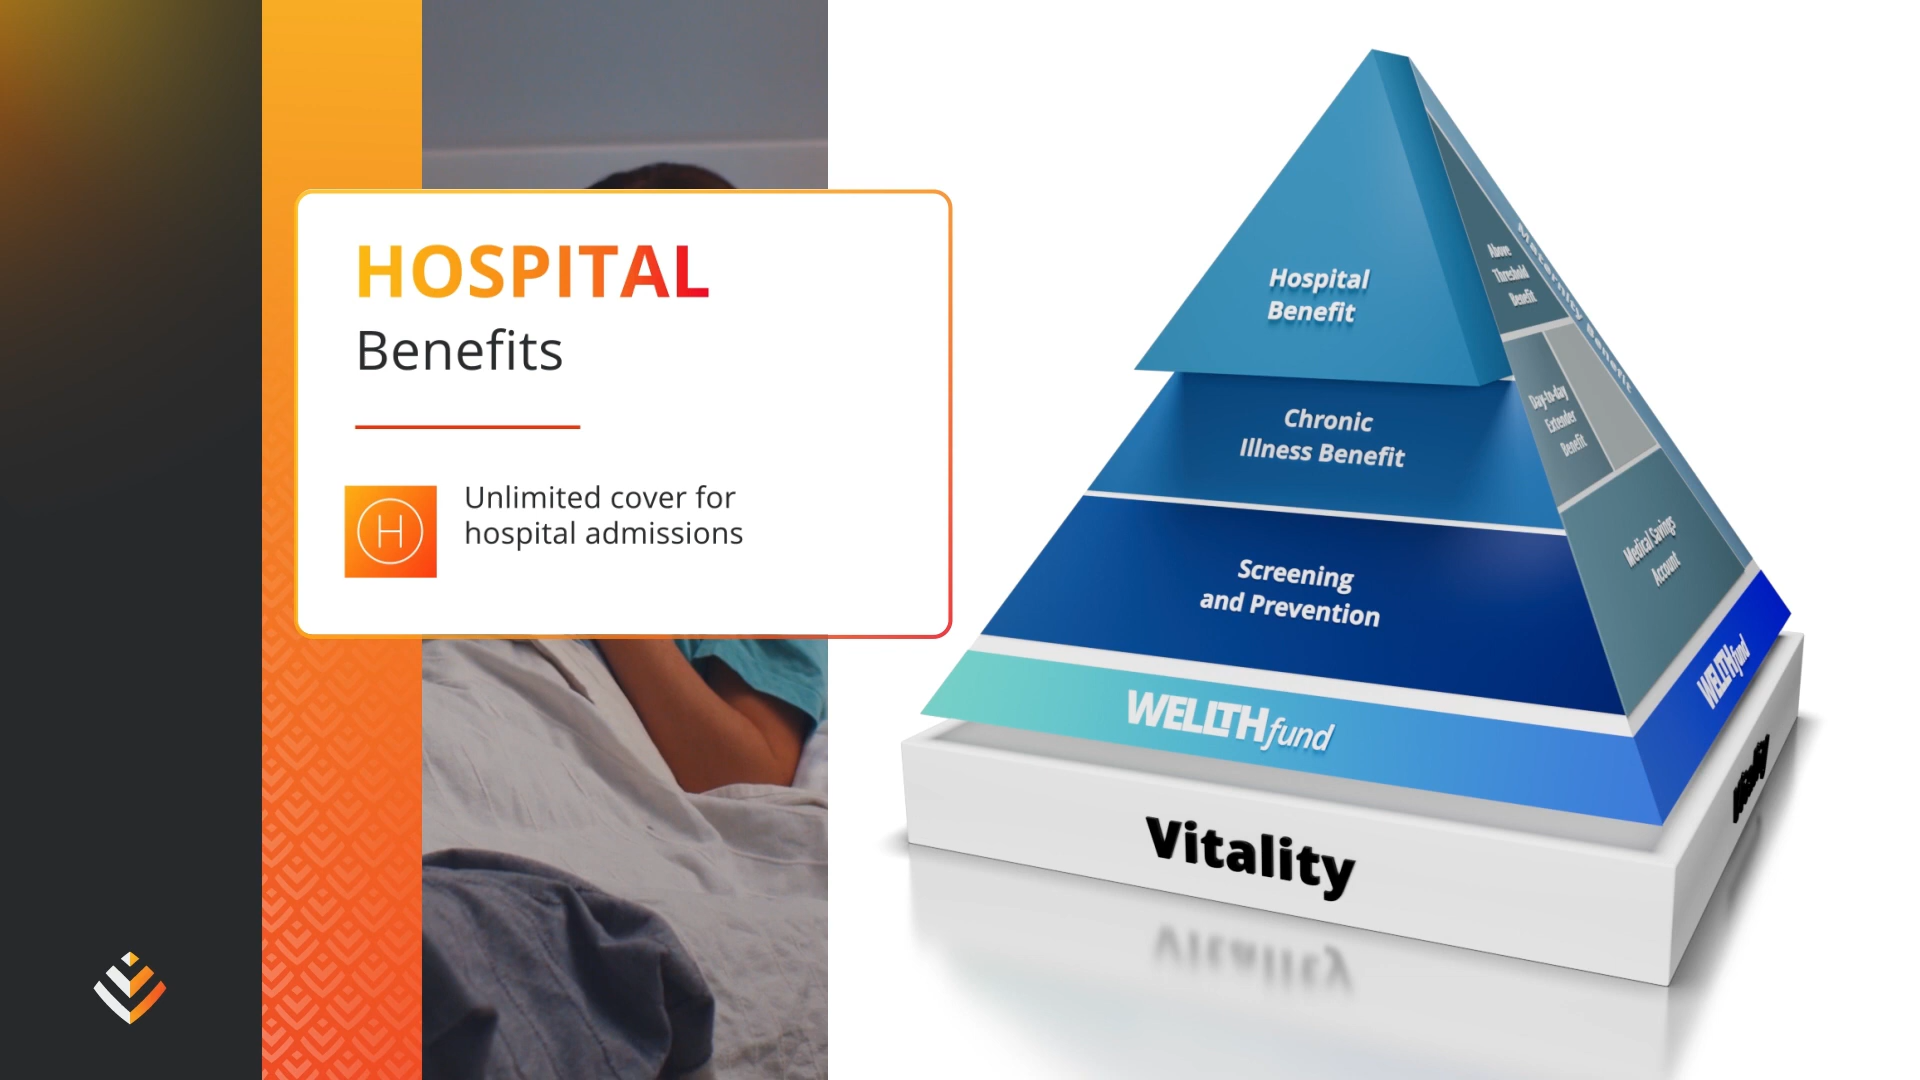 HOSPITAL
Benefits
H
Unlimited cover for
hospital admissions
Hospital
Benefit
Chronic
Illness Benefit
Screening
and Prevention
WELLTHfund
Vitality
Above
Threshold
Benefit
Maternity Benefit
Day-to-day
Extender
Benefit
Medical Savings
Account
WELLTHfund
Vitality